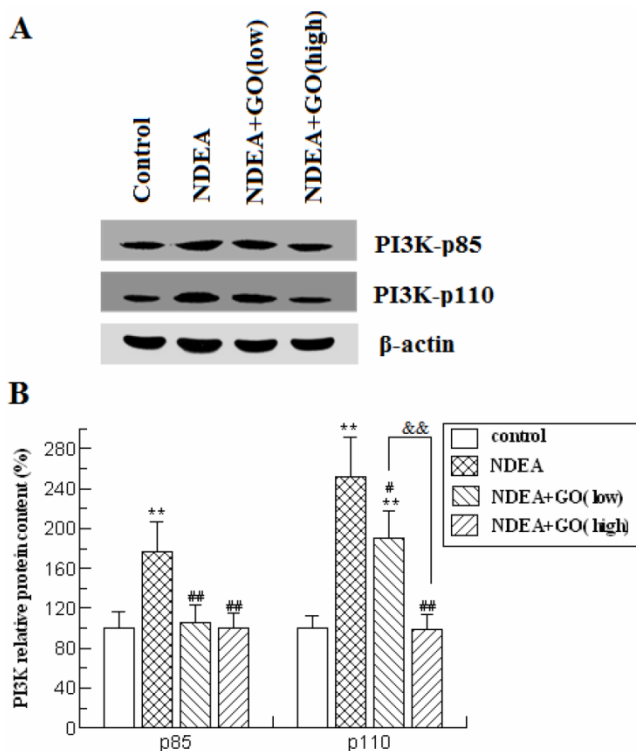 A
Control
NDEA
NDEA+GO(low)
NDEA+GO(high)
PI3K-p85
PI3K-p110
β-actin
B
PI3K relative protein content (%)
280
240
200
160
120
80
40
0
**
##
##
**
#
**
&&
##
p85
p110
control
NDEA
NDEA+GO( low)
NDEA+GO( high)